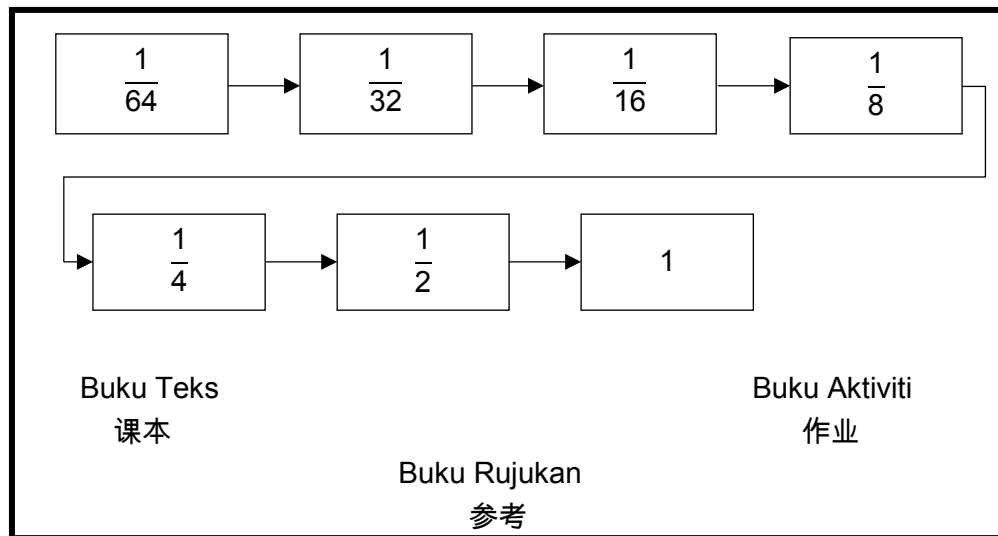 1/64 1/32 1/16 1/8
1/4 1/2 1
Buku Teks Buku Aktiviti
课本 作业
Buku Rujukan
参考